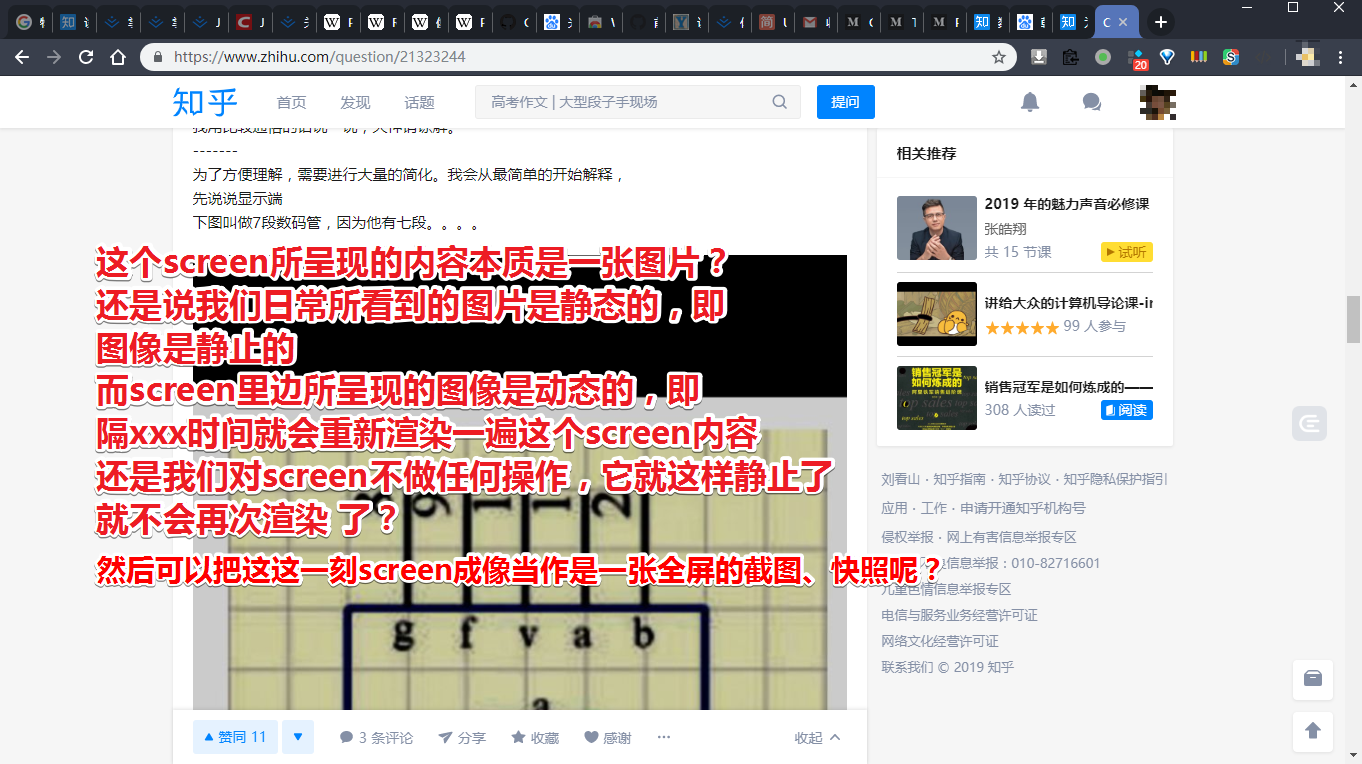 https://www.zhihu.com/question/21323244
20
知乎
首页
发现
话题
高考作文 | 大型段子手现场
提问
-------
为了方便理解，需要进行大量的简化。我会从最简单的开始解释，
先说说显示端
下图叫做7段数码管，因为他有七段。。。。
这个screen所呈现的内容本质是一张图片？
还是说我们日常所看到的图片是静态的，即
图像是静止的
而screen里边所呈现的图像是动态的，即
隔xxx时间就会重新渲染一遍这个screen内容
还是我们对screen不做任何操作，它就这样静止了
就不会再次渲染 了？
然后可以把这这一刻screen成像当作是一张全屏的截图、快照呢？
9
1
1
2
g f v a b
a
赞同 11
3 条评论
分享
收藏
感谢
收起
相关推荐
2019 年的魅力声音必修课
张皓翔
共 15 节课
试听
讲给大众的计算机导论课-ir
99 人参与
销售冠军是
如何炼成的
销售冠军是如何炼成的——
308 人读过
阅读
刘看山 · 知乎指南 · 知乎协议 · 知乎隐私保护指引
应用 · 工作 · 申请开通知乎机构号
侵权举报 · 网上有害信息举报专区
信息举报：010-82716601
儿童色情信息举报专区
电信与服务业务经营许可证
网络文化经营许可证
联系我们 © 2019 知乎